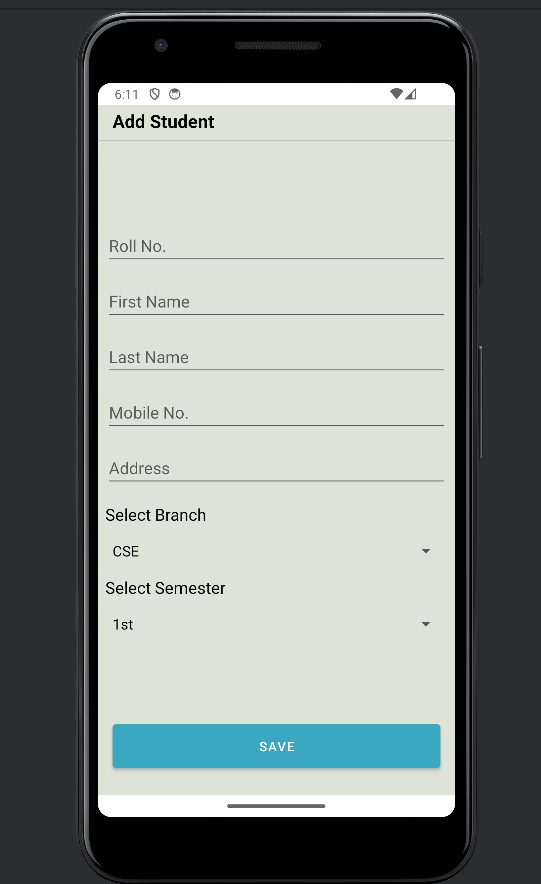 6:11
Add Student
Roll No.
First Name
Last Name
Mobile No.
Address
Select Branch
CSE
Select Semester
1st
SAVE